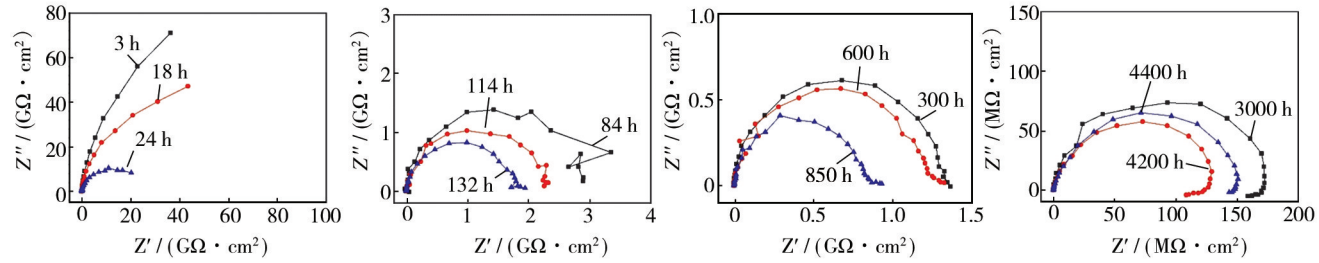 80
60
40
20
0
0 20 40 60 80 100
3 h
18 h
24 h
Z″ / (GΩ · cm²)
Z′ / (GΩ · cm²)
3
2
1
0
0 1 2 3 4
114 h
84 h
132 h
Z″ / (GΩ · cm²)
Z′ / (GΩ · cm²)
1.0
0.5
0
0 0.5 1.0 1.5
600 h
300 h
850 h
Z″ / (GΩ · cm²)
Z′ / (GΩ · cm²)
150
100
50
0
0 50 100 150 200
4400 h
3000 h
4200 h
Z″ / (MΩ · cm²)
Z′ / (MΩ · cm²)